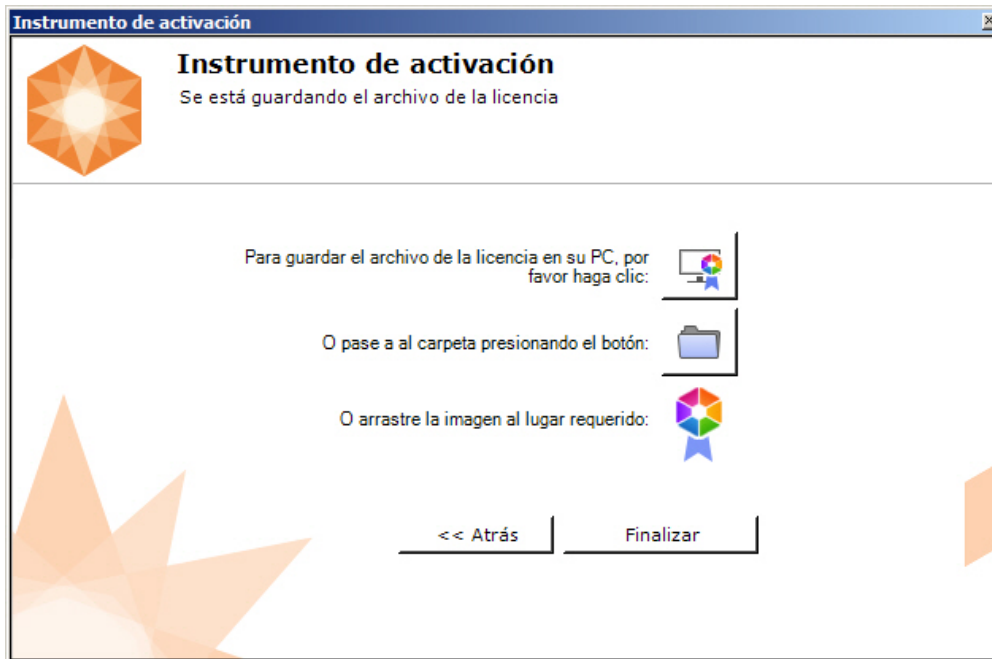 Instrumento de activación
Instrumento de activación
Se está guardando el archivo de la licencia
Para guardar el archivo de la licencia en su PC, por
favor haga clic:
O pase a al carpeta presionando el botón:
O arrastre la imagen al lugar requerido:
<< Atrás
Finalizar